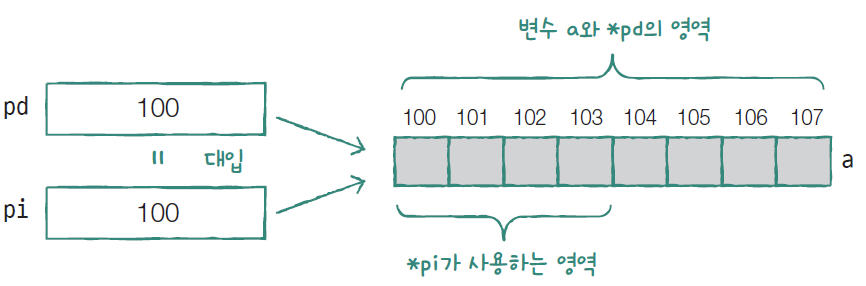 변수 a와 *pd의 영역
pd 100
100 101 102 103 104 105 106 107
= 대입
a
pi 100
*pi가 사용하는 영역